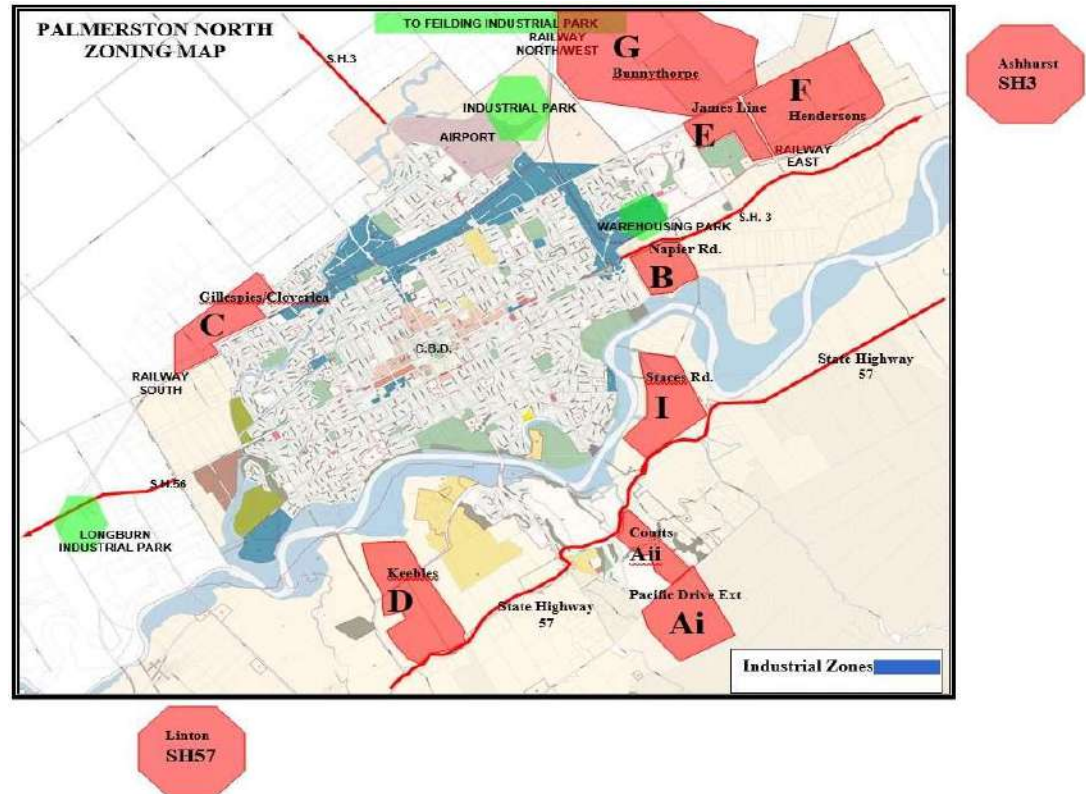 PALMERSTON NORTH
ZONING MAP
TO FEILDING INDUSTRIAL PARK
RAILWAY
NORTH/WEST
S.H.3
G
Bunnythorpe
INDUSTRIAL PARK
AIRPORT
James Line
E
F
Hendersons
RAILWAY
EAST
Ashhurst
SH3
WAREHOUSING PARK
S.H. 3
Napier Rd.
B
Gillespies/Cloverlea
C
C.B.D.
RAILWAY
SOUTH
State Highway
57
Staces Rd.
I
S.H.56
LONGBURN
INDUSTRIAL PARK
Keebles
D
State Highway
57
Coutts
Aii
Pacific Drive Ext
Ai
Industrial Zones
Linton
SH57